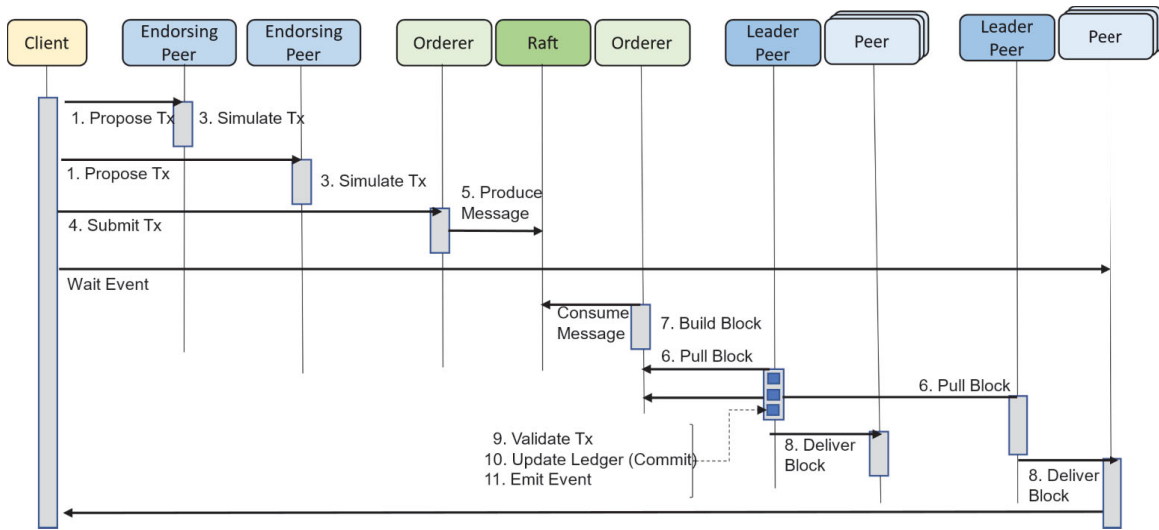 Client
Endorsing
Peer
Endorsing
Peer
Orderer
Raft
Orderer
Leader
Peer
Peer
Leader
Peer
Peer
1. Propose Tx
3. Simulate Tx
1. Propose Tx
3. Simulate Tx
4. Submit Tx
5. Produce
Message
Wait Event
Consume
Message
7. Build Block
6. Pull Block
6. Pull Block
9. Validate Tx
10. Update Ledger (Commit)
11. Emit Event
8. Deliver
Block
8. Deliver
Block